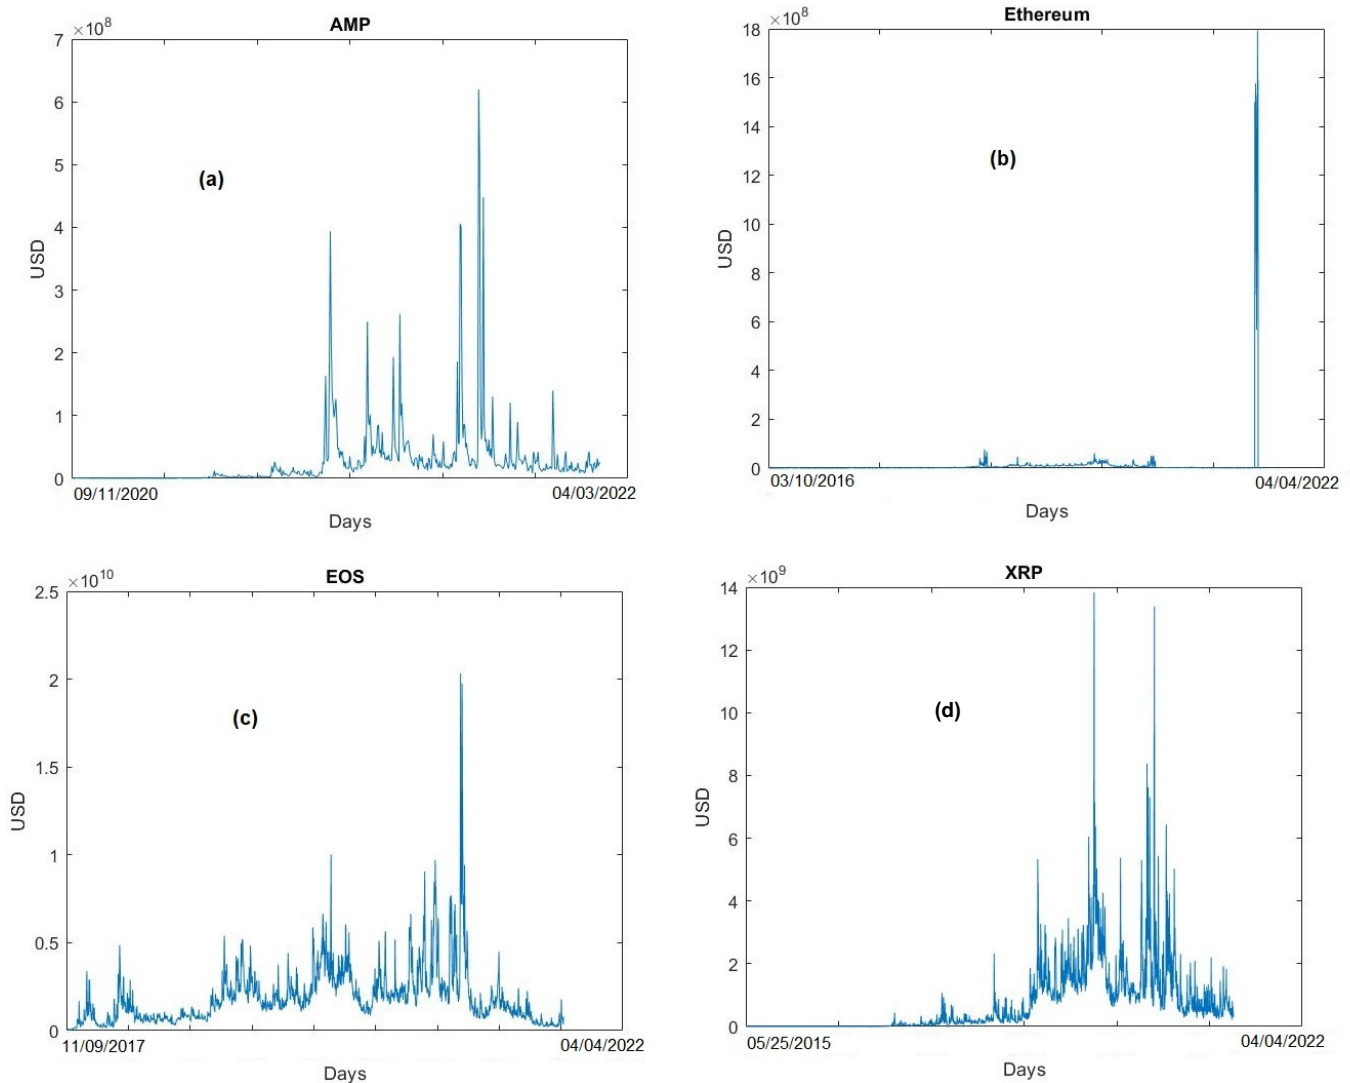 AMP
×10⁸
7
6
5
4
3
2
1
0
USD
(a)
09/11/2020
04/03/2022
Days
Ethereum
×10⁸
18
16
14
12
10
8
6
4
2
0
USD
(b)
03/10/2016
04/04/2022
Days
EOS
×10¹⁰
2.5
2
1.5
1
0.5
0
USD
(c)
11/09/2017
04/04/2022
Days
XRP
×10⁹
14
12
10
8
6
4
2
0
USD
(d)
05/25/2015
04/04/2022
Days